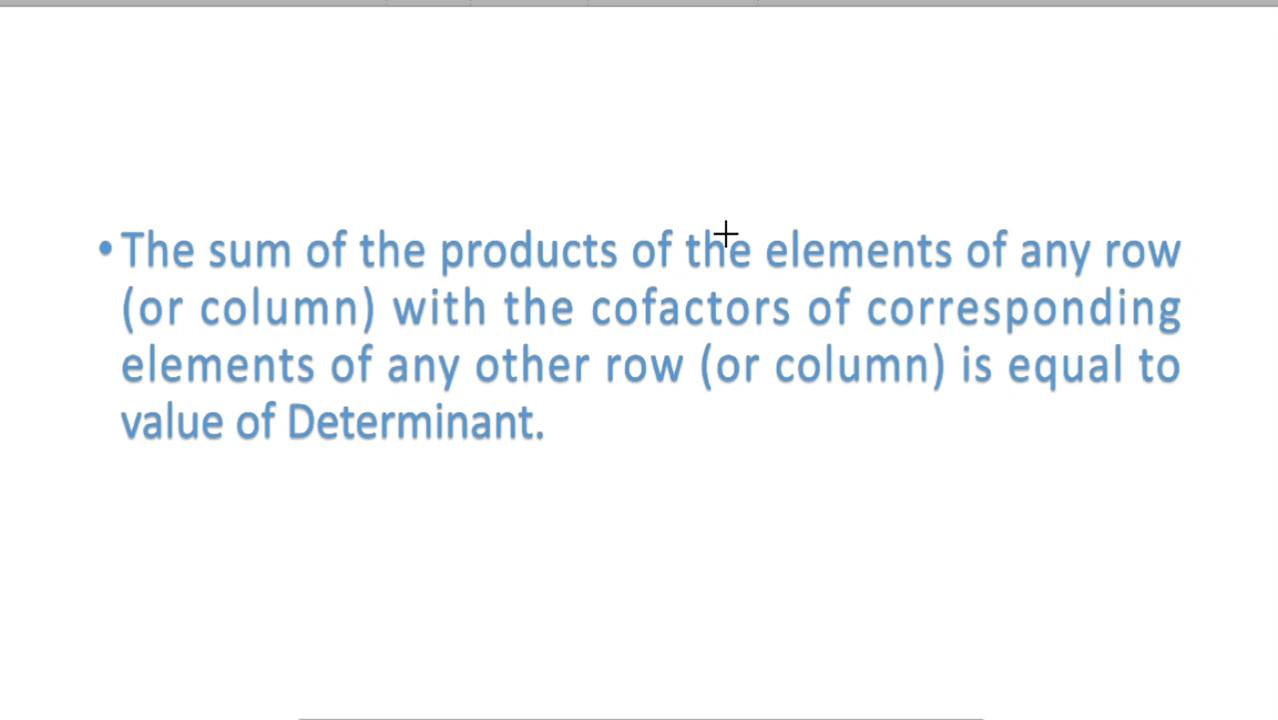 • The sum of the products of the elements of any row
(or column) with the cofactors of corresponding
elements of any other row (or column) is equal to
value of Determinant.